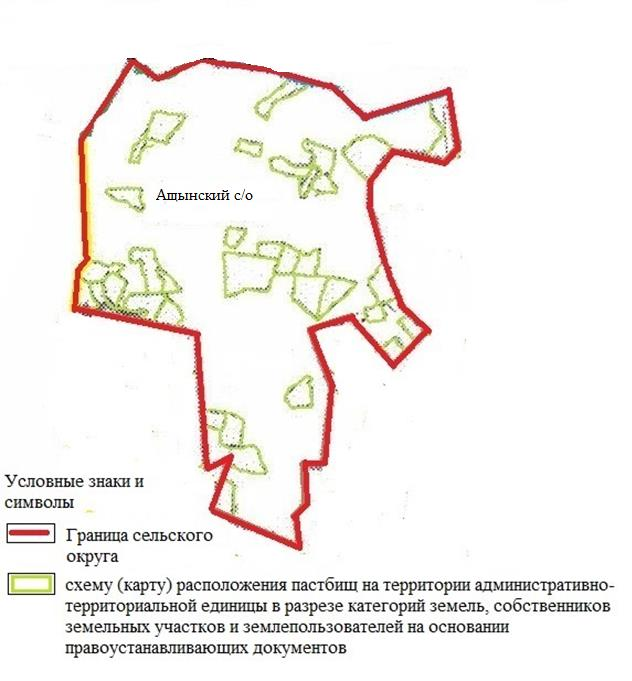 Ащынский с/о
Условные знаки и
символы
Граница сельского
округа
схему (карту) расположения пастбищ на территории административно-
территориальной единицы в разрезе категорий земель, собственников
земельных участков и землепользователей на основании
правоустанавливающих документов